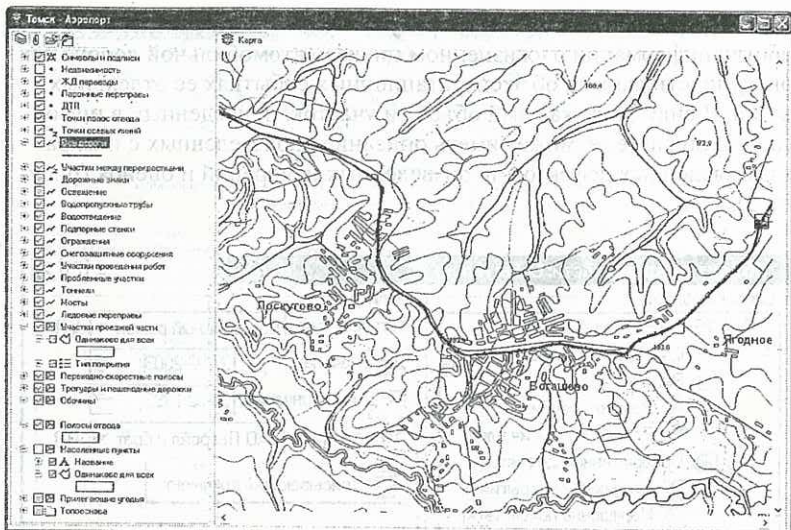 Томск - Аэропорт
Карта
Символы и подписи
Недвижимость
ЖД переезды
Паромные переправы
ДТП
Точки полос отвода
Точки осевых линий
Участки между перекрестками
Дорожные знаки
Освещение
Водопропускные трубы
Водоотведение
Подпорные стенки
Ограждения
Снегозащитные сооружения
Участки проведения работ
Проблемные участки
Тоннели
Мосты
Ледовые переправы
Участки проезжей части
Одинаково для всех
Тип покрытия
Переходно-скоростные полосы
Тротуары и пешеходные дорожки
Обочины
Полосы отвода
Населенные пункты
Название
Одинаково для всех
Прилегающие угодья
Топооснова
Лоскутово
Богашево
Ягодное